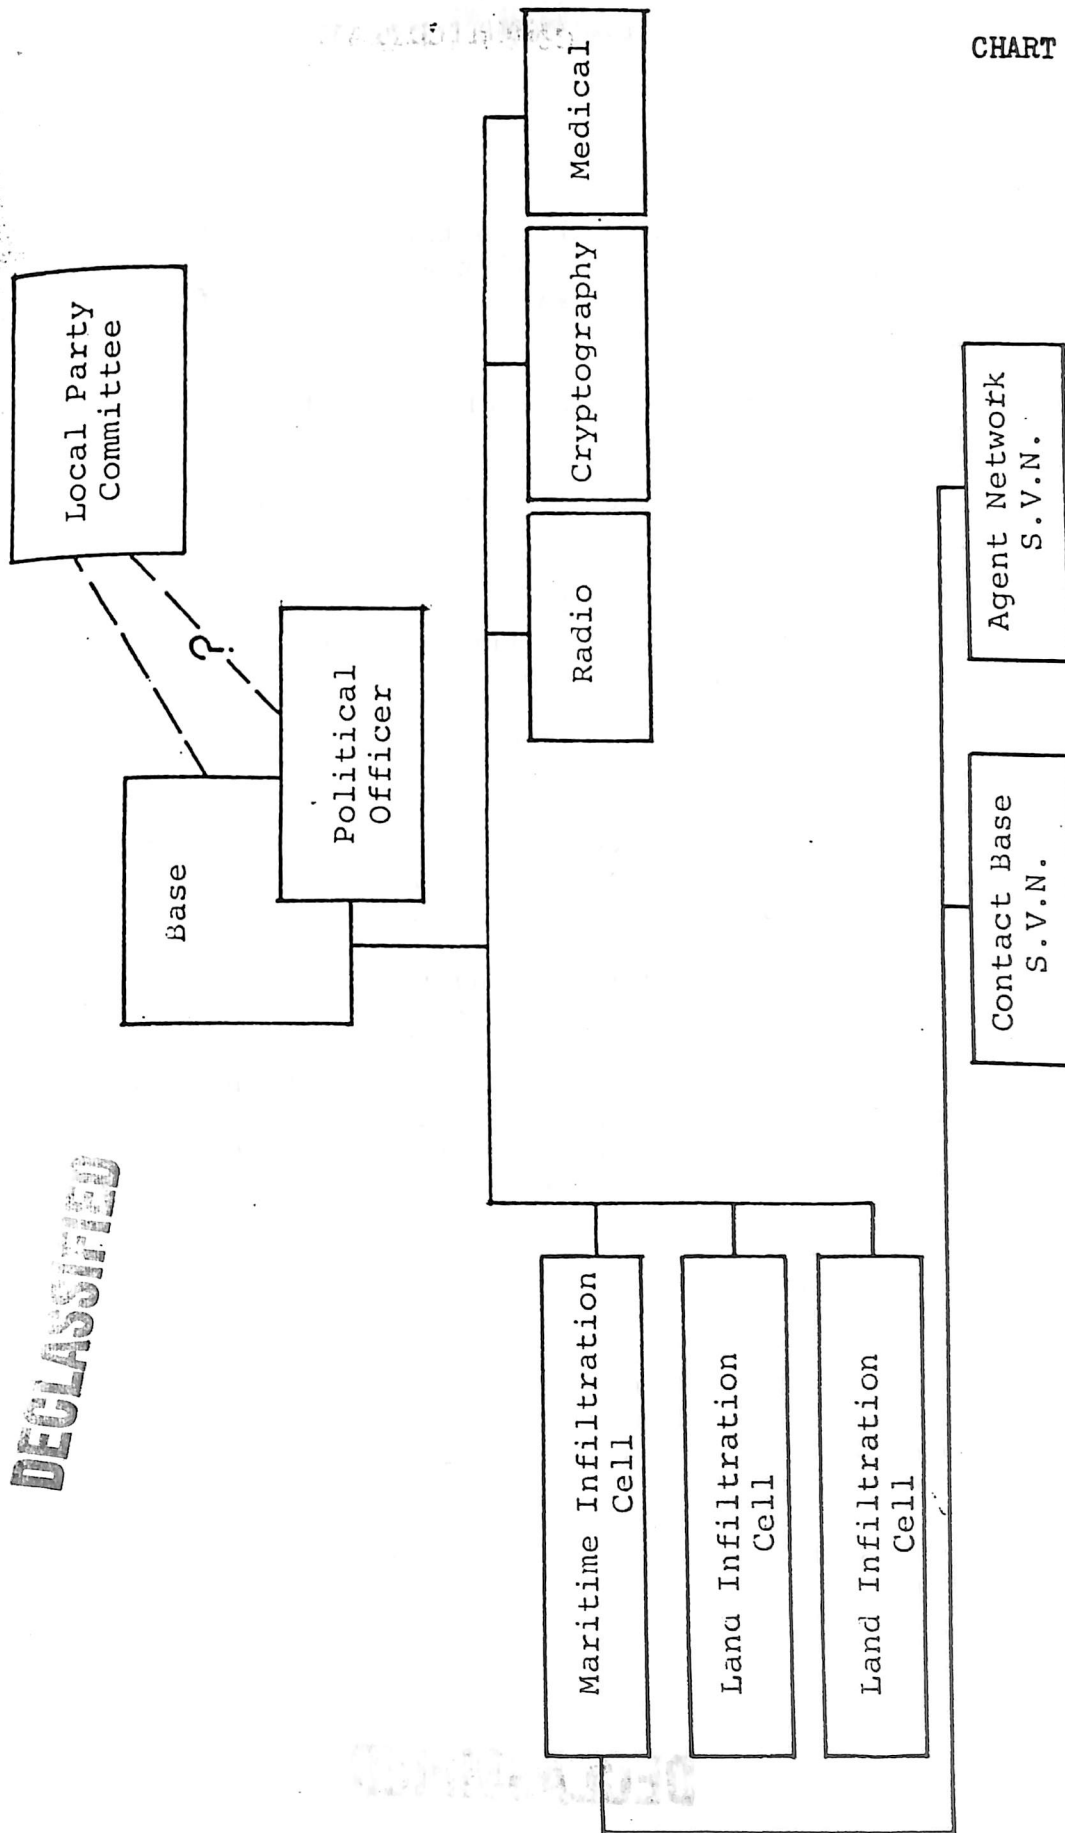 CHART
DECLASSIFIED
Local Party
Committee
?
Base
Political
Officer
Radio
Cryptography
Medical
Maritime Infiltration
Cell
Land Infiltration
Cell
Land Infiltration
Cell
Contact Base
S.V.N.
Agent Network
S.V.N.